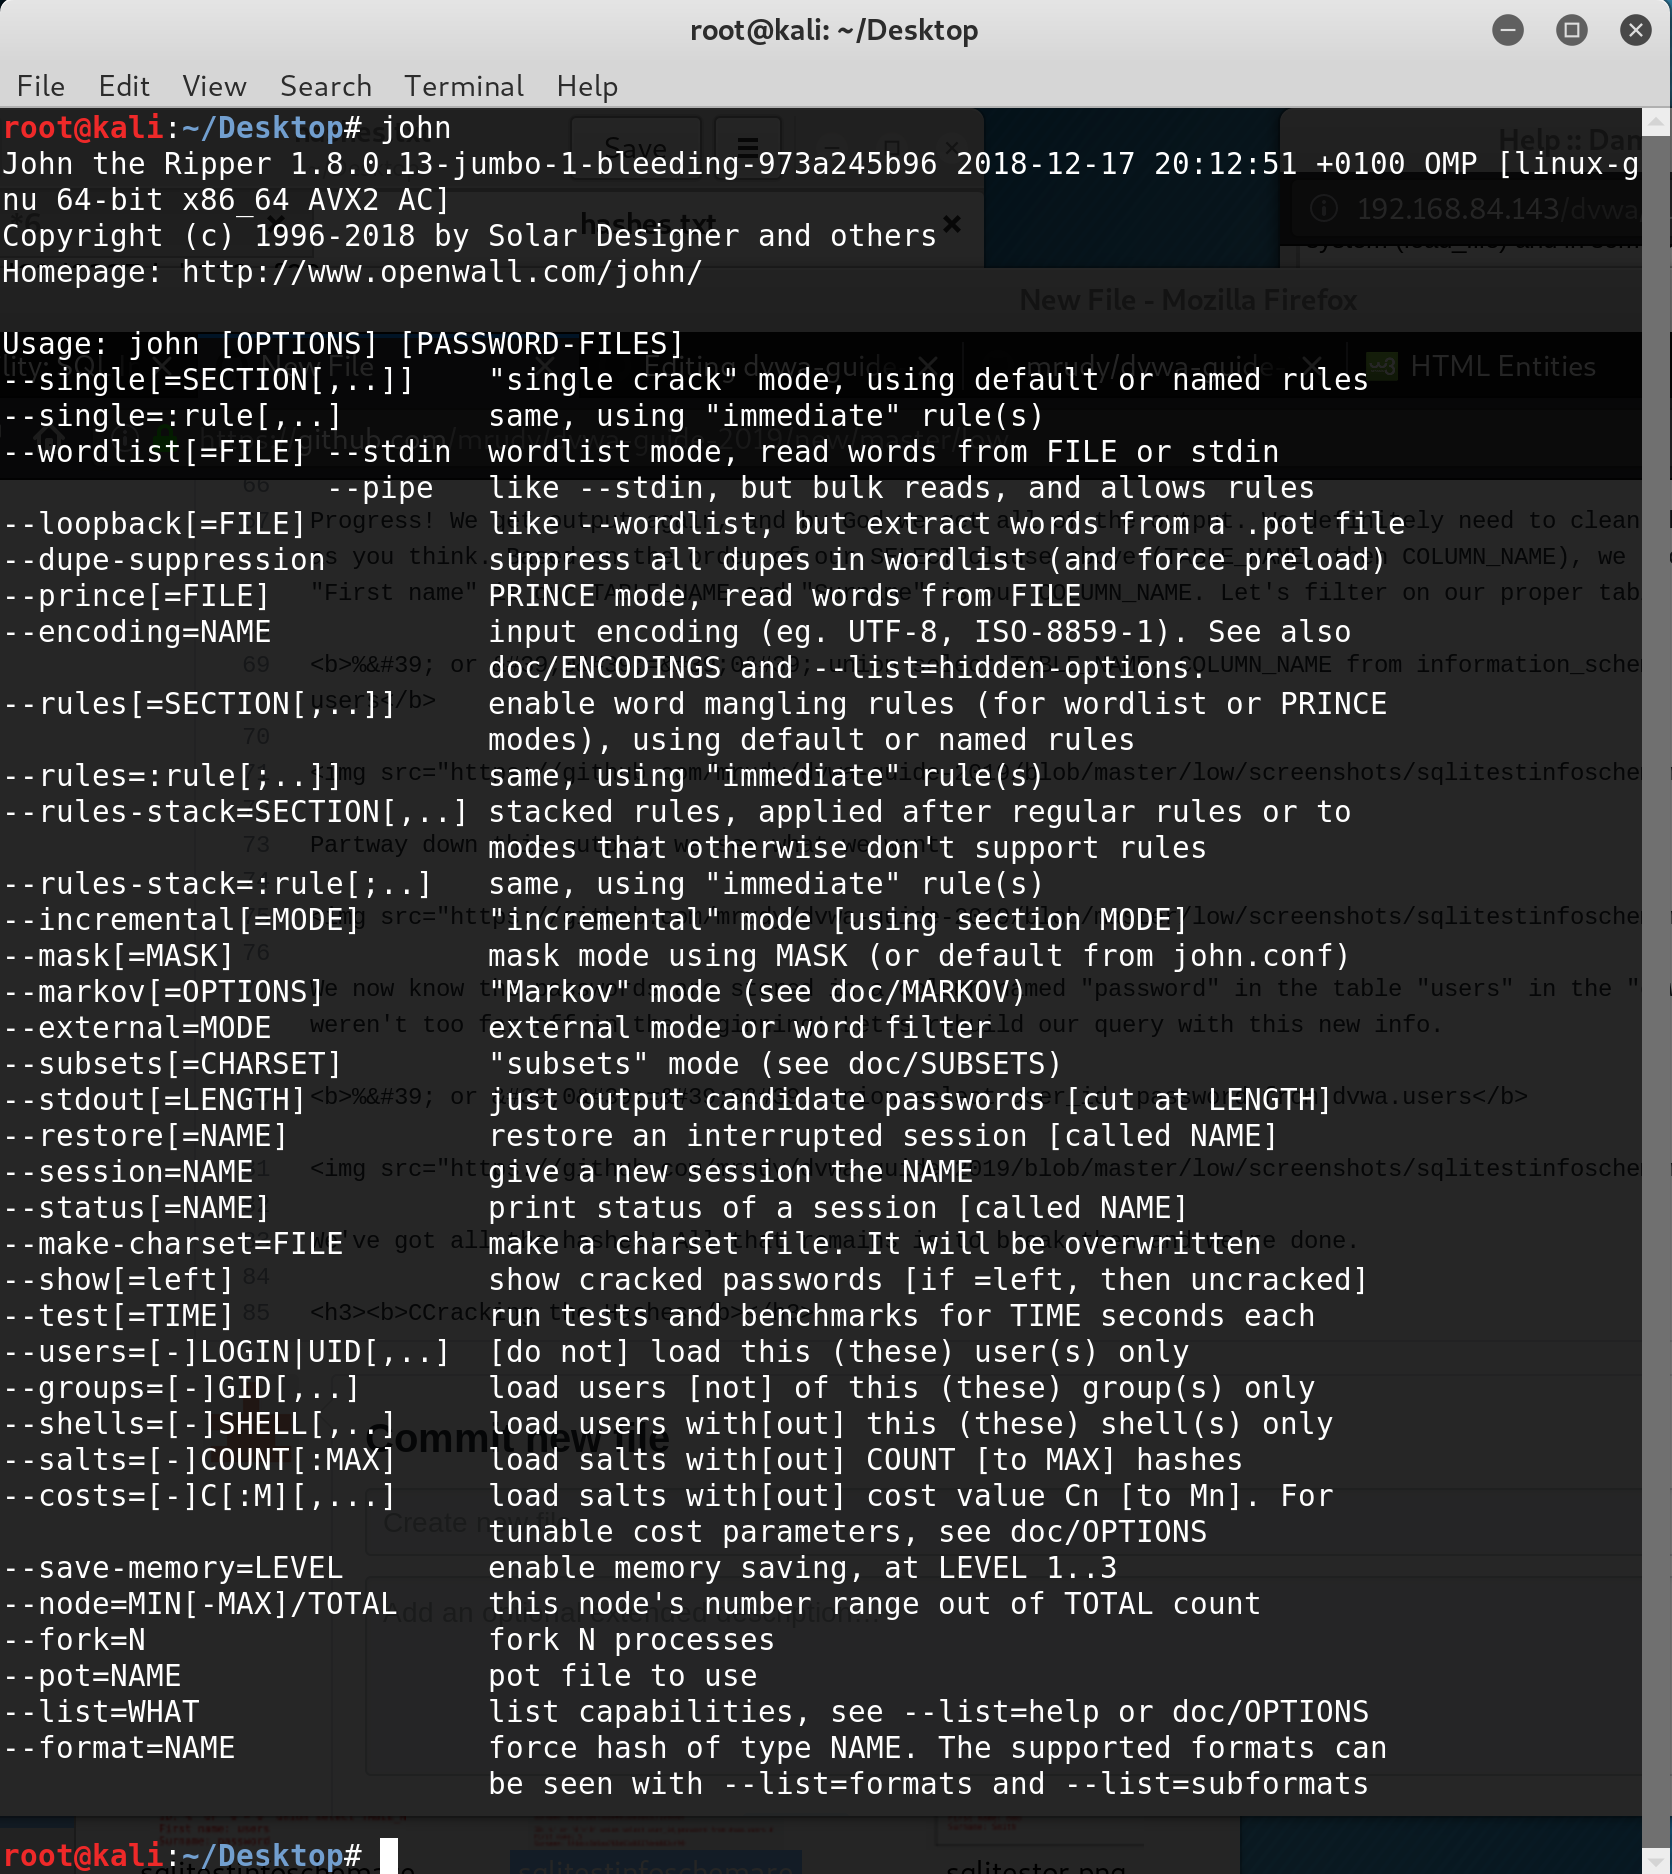 root@kali: ~/Desktop
File Edit View Search Terminal Help
root@kali:~/Desktop# john
John the Ripper 1.8.0.13-jumbo-1-bleeding-973a245b96 2018-12-17 20:12:51 +0100 OMP [linux-g
nu 64-bit x86_64 AVX2 AC]
Copyright (c) 1996-2018 by Solar Designer and others
Homepage: http://www.openwall.com/john/
Usage: john [OPTIONS] [PASSWORD-FILES]
--single[=SECTION[,..]] "single crack" mode, using default or named rules
--single=:rule[,..] same, using "immediate" rule(s)
--wordlist[=FILE] --stdin wordlist mode, read words from FILE or stdin
--pipe like --stdin, but bulk reads, and allows rules
--loopback[=FILE] like --wordlist, but extract words from a .pot file
--dupe-suppression suppress all dupes in wordlist (and force preload)
--prince[=FILE] PRINCE mode, read words from FILE
--encoding=NAME input encoding (eg. UTF-8, ISO-8859-1). See also
doc/ENCODINGS and --list=hidden-options.
--rules[=SECTION[,..]] enable word mangling rules (for wordlist or PRINCE
modes), using default or named rules
--rules=:rule[;..]] same, using "immediate" rule(s)
--rules-stack=SECTION[,..] stacked rules, applied after regular rules or to
modes that otherwise don't support rules
--rules-stack=:rule[;..] same, using "immediate" rule(s)
--incremental[=MODE] "incremental" mode [using section MODE]
--mask[=MASK] mask mode using MASK (or default from john.conf)
--markov[=OPTIONS] "Markov" mode (see doc/MARKOV)
--external=MODE external mode or word filter
--subsets[=CHARSET] "subsets" mode (see doc/SUBSETS)
--stdout[=LENGTH] just output candidate passwords [cut at LENGTH]
--restore[=NAME] restore an interrupted session [called NAME]
--session=NAME give a new session the NAME
--status[=NAME] print status of a session [called NAME]
--make-charset=FILE make a charset file. It will be overwritten
--show[=left] show cracked passwords [if =left, then uncracked]
--test[=TIME] run tests and benchmarks for TIME seconds each
--users=[-]LOGIN|UID[,..] [do not] load this (these) user(s) only
--groups=[-]GID[,..] load users [not] of this (these) group(s) only
--shells=[-]SHELL[,..] load users with[out] this (these) shell(s) only
--salts=[-]COUNT[:MAX] load salts with[out] COUNT [to MAX] hashes
--costs=[-]C[:M][,...] load salts with[out] cost value Cn [to Mn]. For
tunable cost parameters, see doc/OPTIONS
--save-memory=LEVEL enable memory saving, at LEVEL 1..3
--node=MIN[-MAX]/TOTAL this node's number range out of TOTAL count
--fork=N fork N processes
--pot=NAME pot file to use
--list=WHAT list capabilities, see --list=help or doc/OPTIONS
--format=NAME force hash of type NAME. The supported formats can
be seen with --list=formats and --list=subformats
root@kali:~/Desktop#